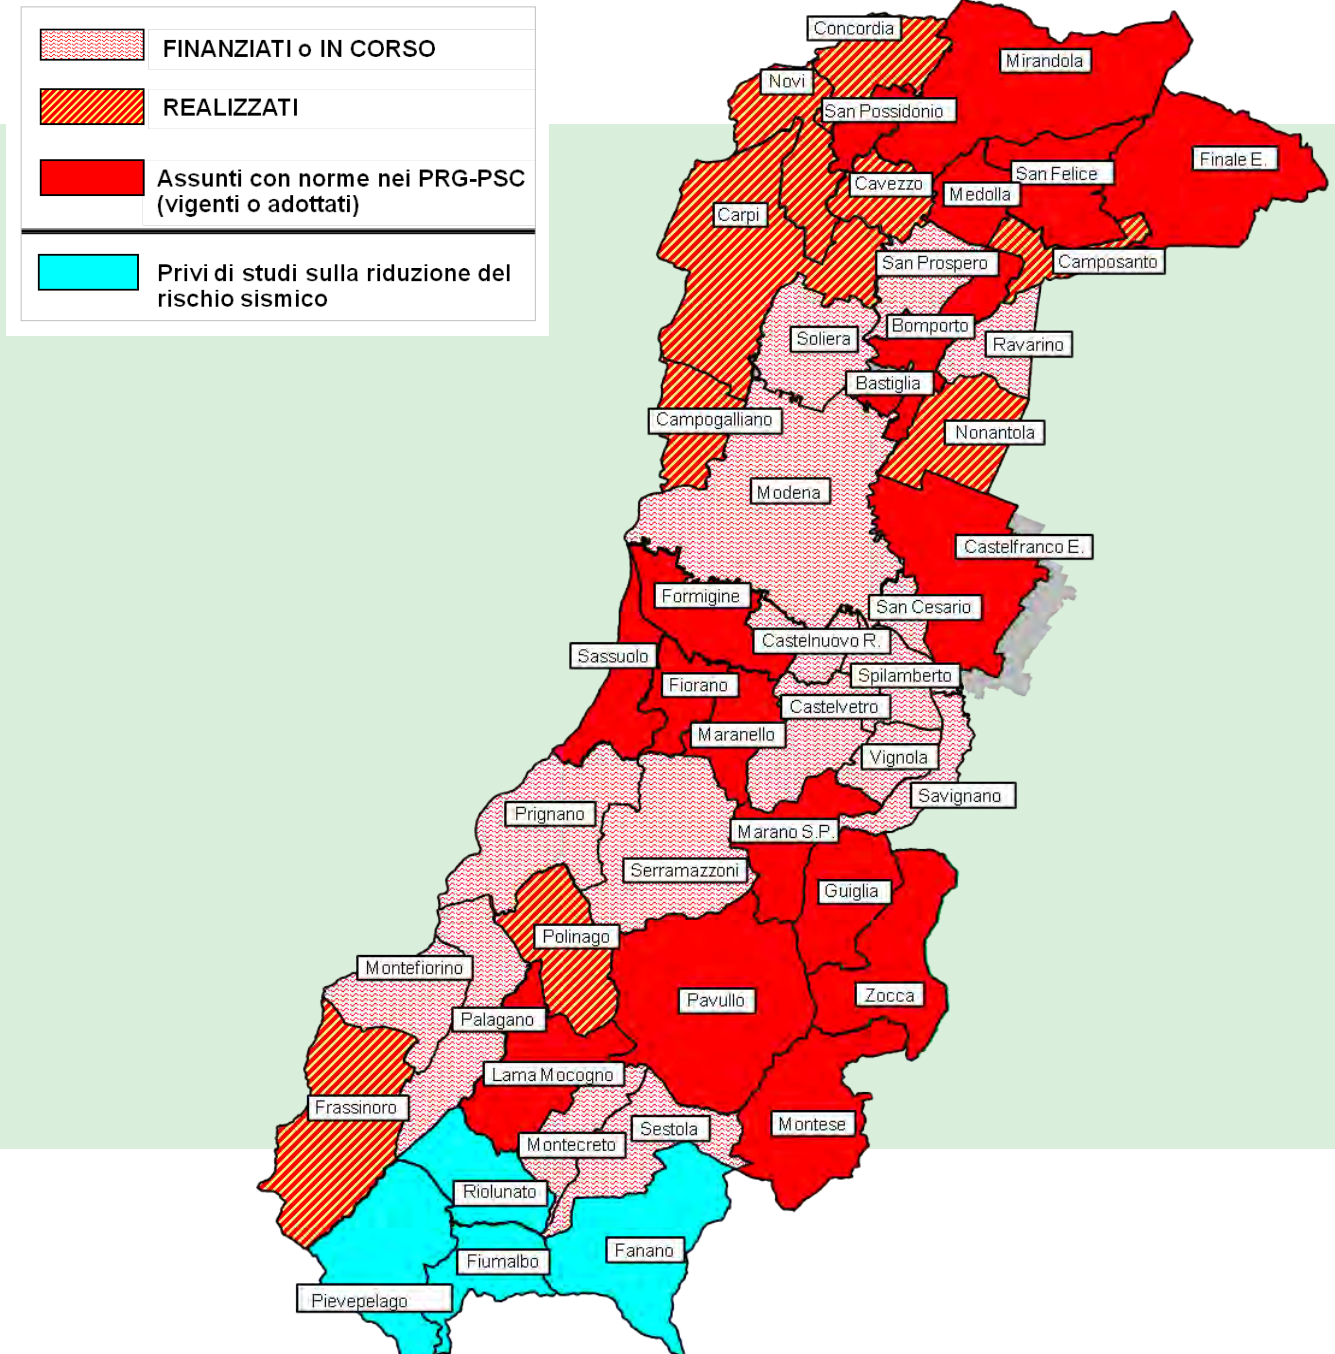 FINANZIATI o IN CORSO
REALIZZATI
Assunti con norme nei PRG-PSC
(vigenti o adottati)
Privi di studi sulla riduzione del
rischio sismico
Concordia
Mirandola
Novi
San Possidonio
Finale E.
San Felice
Cavezzo
Medolla
Carpi
San Prospero
Camposanto
Bomporto
Soliera
Ravarino
Bastiglia
Campogalliano
Nonantola
Modena
Castelfranco E.
Formigine
San Cesario
Castelnuovo R.
Sassuolo
Spilamberto
Fiorano
Castelvetro
Maranello
Vignola
Savignano
Prignano
Marano S.P.
Serramazzoni
Guiglia
Polinago
Montefiorino
Zocca
Pavullo
Palagano
Lama Mocogno
Frassinoro
Montese
Sestola
Montecreto
Riolunato
Fanano
Fiumalbo
Pievepelago